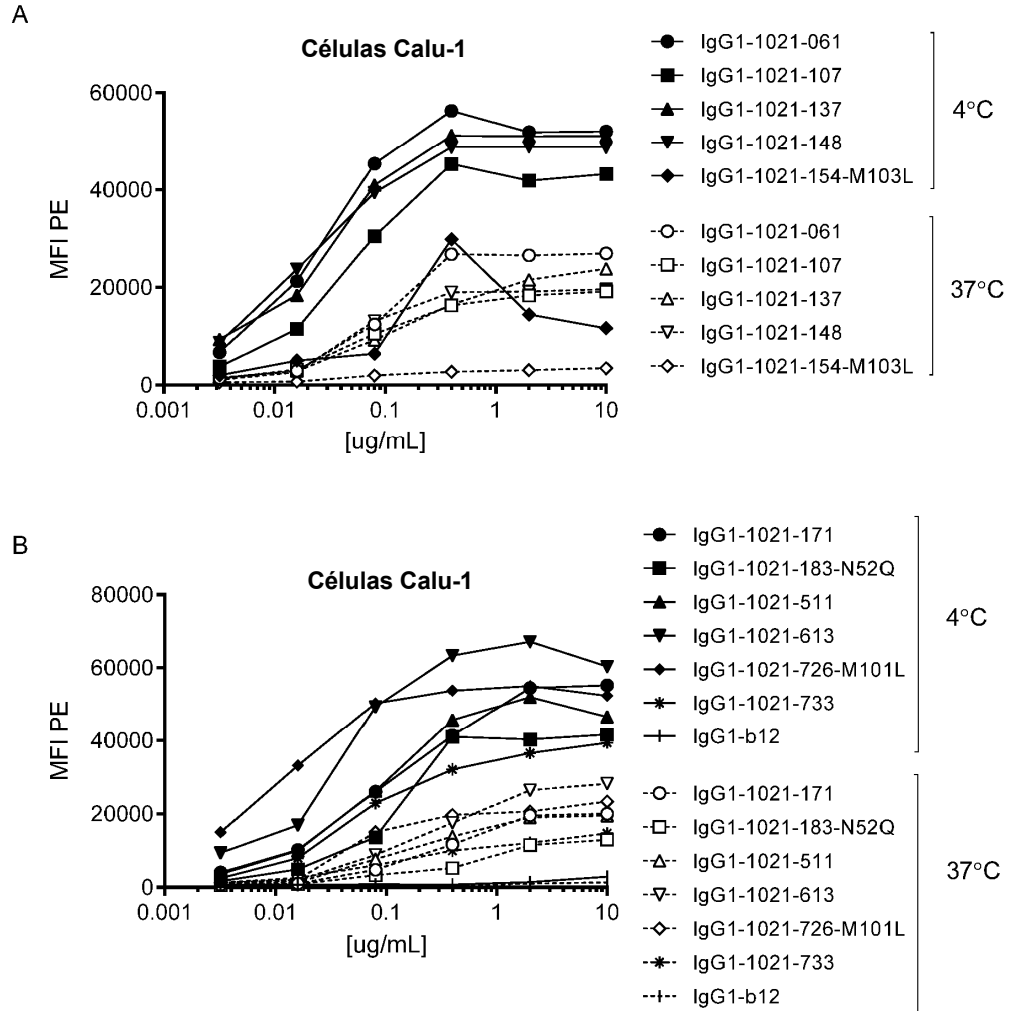 A
Células Calu-1
60000
40000
20000
0
MFI PE
0.001 0.01 0.1 1 10
[ug/mL]
IgG1-1021-061
IgG1-1021-107
IgG1-1021-137
IgG1-1021-148
IgG1-1021-154-M103L
4°C
IgG1-1021-061
IgG1-1021-107
IgG1-1021-137
IgG1-1021-148
IgG1-1021-154-M103L
37°C
B
Células Calu-1
80000
60000
40000
20000
0
MFI PE
0.001 0.01 0.1 1 10
[ug/mL]
IgG1-1021-171
IgG1-1021-183-N52Q
IgG1-1021-511
IgG1-1021-613
IgG1-1021-726-M101L
IgG1-1021-733
IgG1-b12
4°C
IgG1-1021-171
IgG1-1021-183-N52Q
IgG1-1021-511
IgG1-1021-613
IgG1-1021-726-M101L
IgG1-1021-733
IgG1-b12
37°C